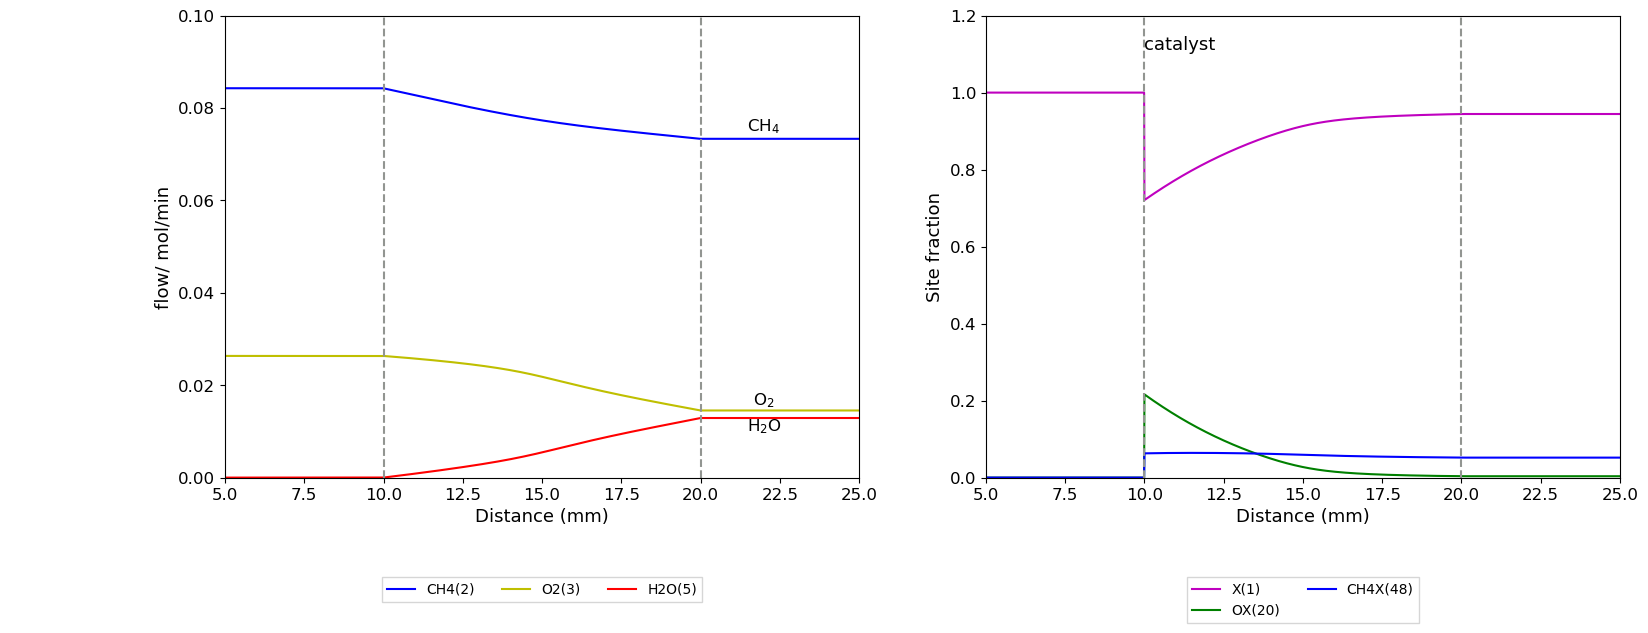 0.10
0.08
0.06
0.04
0.02
0.00
flow/ mol/min
CH₄
O₂
H₂O
5.0 7.5 10.0 12.5 15.0 17.5 20.0 22.5 25.0
Distance (mm)
CH4(2) O2(3) H2O(5)
1.2
1.0
0.8
0.6
0.4
0.2
0.0
Site fraction
catalyst
5.0 7.5 10.0 12.5 15.0 17.5 20.0 22.5 25.0
Distance (mm)
X(1) CH4X(48)
OX(20)